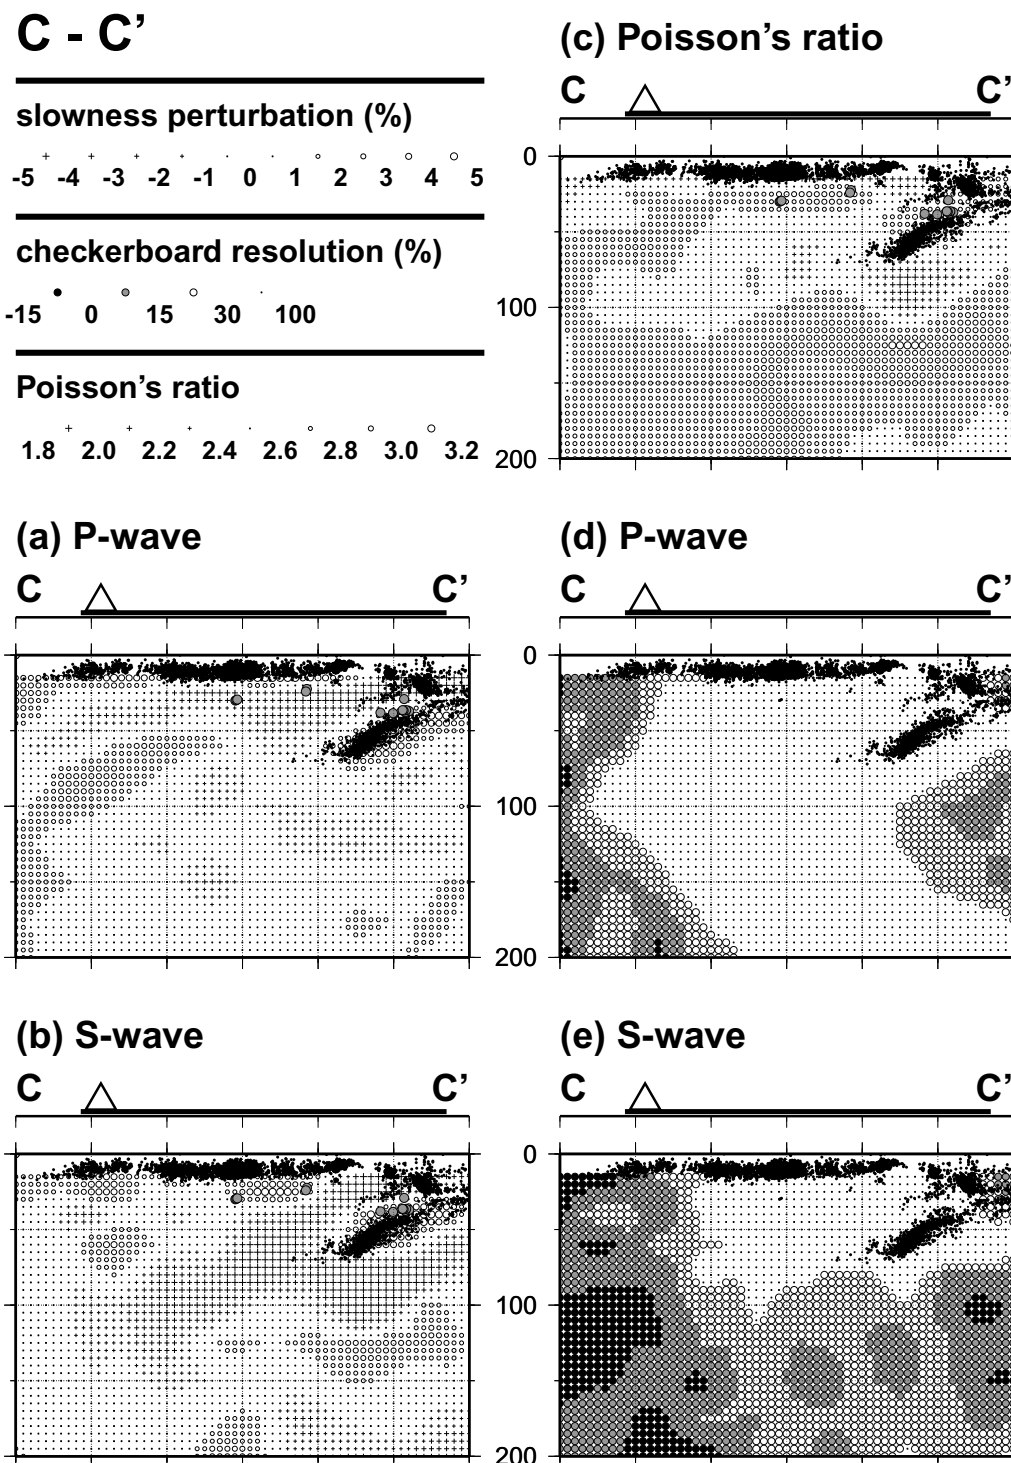 C - C’
slowness perturbation (%)
-5 -4 -3 -2 -1 0 1 2 3 4 5
checkerboard resolution (%)
-15 0 15 30 100
Poisson’s ratio
1.8 2.0 2.2 2.4 2.6 2.8 3.0 3.2
(c) Poisson’s ratio
C C’
0
100
200
(a) P-wave
C C’
(d) P-wave
C C’
0
100
200
(b) S-wave
C C’
(e) S-wave
C C’
0
100
200